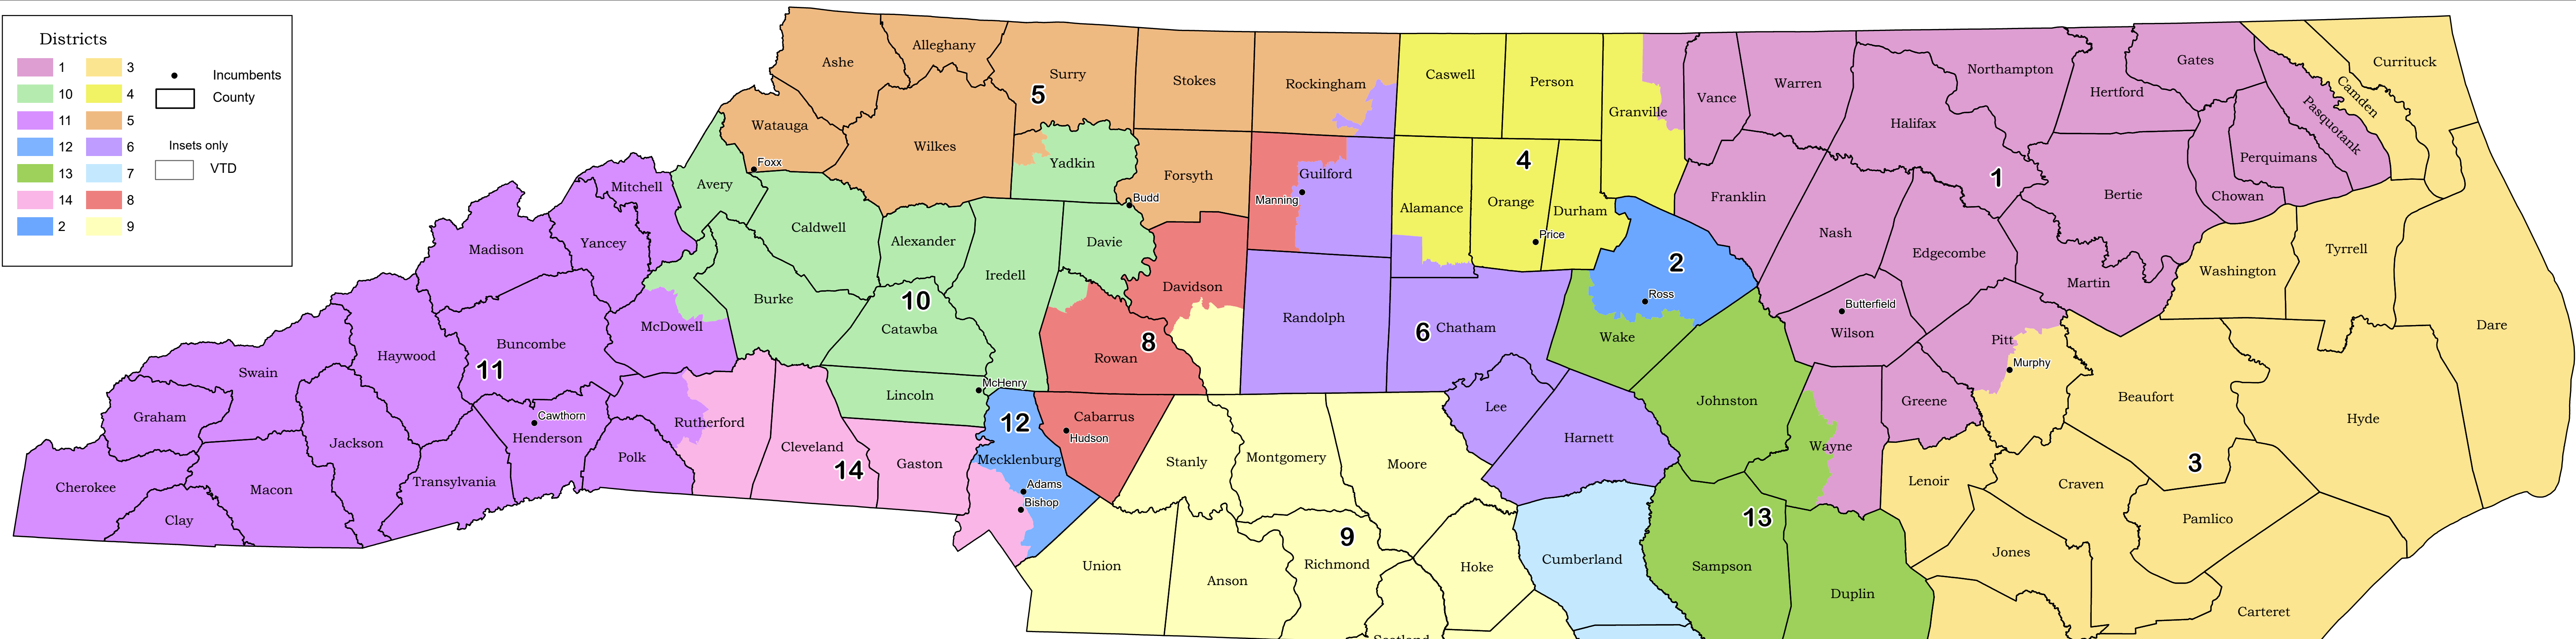 Districts
1
3
10
4
11
5
12
6
13
7
14
8
2
9
Incumbents
County
Insets only
VTD
Ashe
Alleghany
Surry
5
Stokes
Rockingham
Caswell
Person
Granville
Vance
Warren
Northampton
Hertford
Gates
Camden
Currituck
Pasquotank
Perquimans
Chowan
Watauga
Foxx
Wilkes
Yadkin
Forsyth
Budd
Guilford
Manning
Alamance
4
Orange
Durham
Price
Franklin
Halifax
1
Bertie
Nash
Edgecombe
Martin
Washington
Tyrrell
Dare
Mitchell
Avery
Madison
Yancey
Caldwell
Alexander
Davie
Iredell
Davidson
Burke
10
Catawba
McDowell
Buncombe
11
Haywood
Swain
Graham
Cherokee
Clay
Macon
Jackson
Transylvania
Cawthorn
Henderson
Polk
Rutherford
Cleveland
14
Gaston
Lincoln
McHenry
12
Mecklenburg
Adams
Bishop
Rowan
8
Cabarrus
Hudson
Randolph
6
Chatham
2
Ross
Wake
Johnston
Butterfield
Wilson
Pitt
Murphy
Greene
Wayne
Beaufort
Hyde
3
Lenoir
Craven
Pamlico
Jones
Carteret
Lee
Harnett
Stanly
Montgomery
Moore
Union
Anson
9
Richmond
Hoke
Cumberland
13
Sampson
Duplin